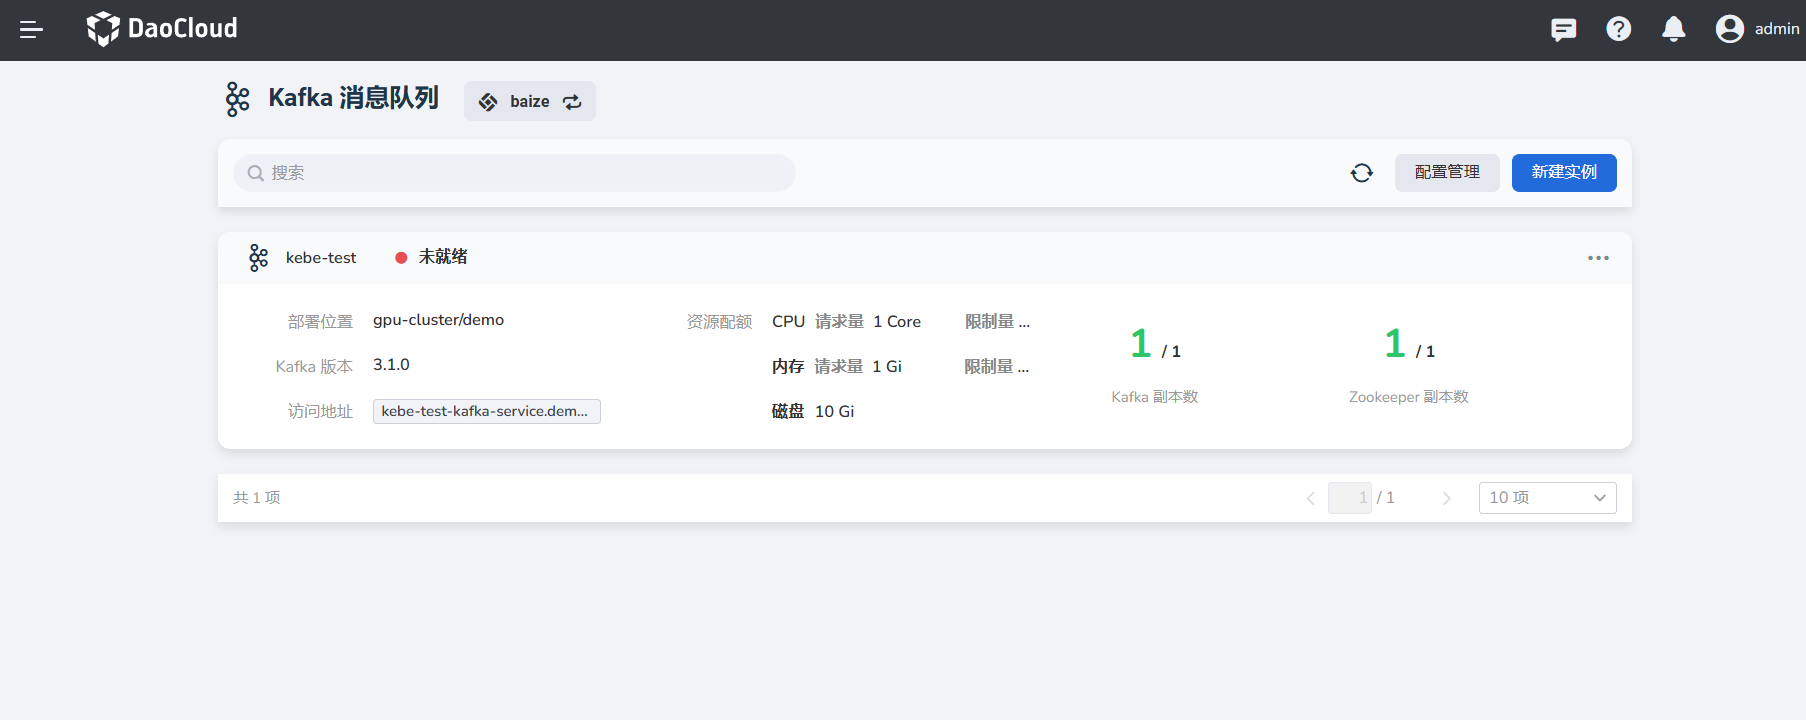 DaoCloud
admin
Kafka 消息队列
baize
搜索
配置管理
新建实例
kebe-test
未就绪
部署位置 gpu-cluster/demo
资源配额 CPU 请求量 1 Core 限制量 ...
1 / 1
1 / 1
Kafka 版本 3.1.0
内存 请求量 1 Gi 限制量 ...
Kafka 副本数
Zookeeper 副本数
访问地址 kebe-test-kafka-service.dem...
磁盘 10 Gi
共 1 项
1 / 1
10 项